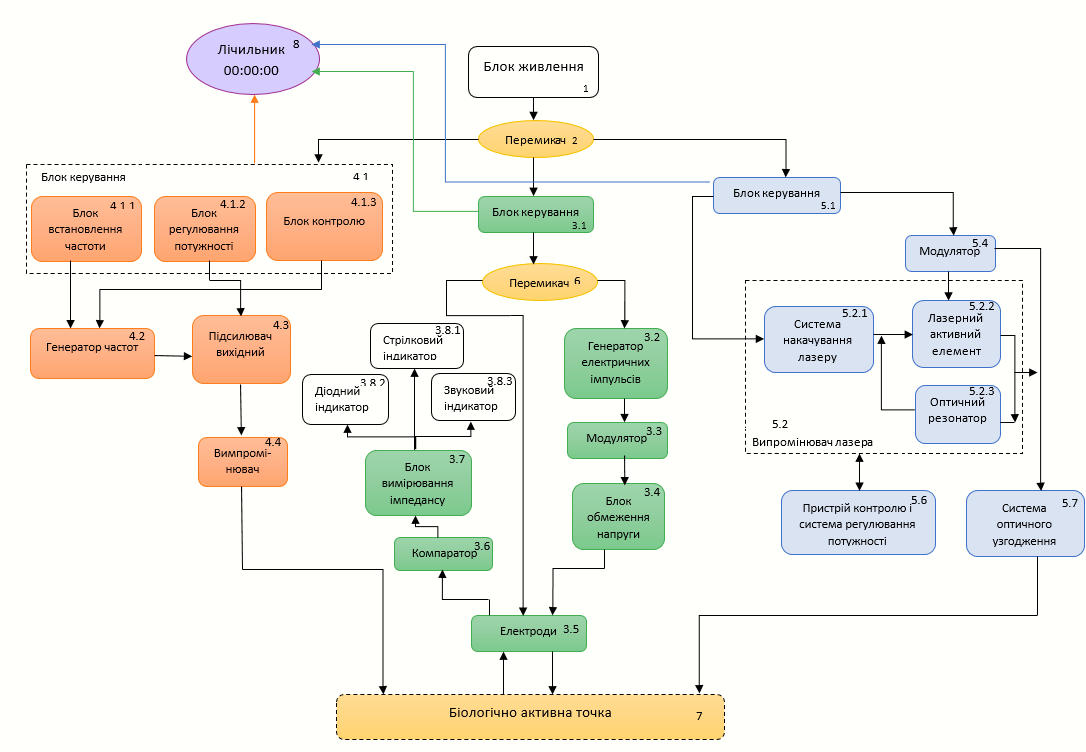 Лічильник 8
00:00:00
Блок живлення
1
Перемикач 2
Блок керування 4.1
4.1.1
Блок
встановлення
частоти
4.1.2
Блок
регулювання
потужності
4.1.3
Блок контролю
Блок керування
3.1
Блок керування
5.1
Перемикач 6
5.4
Модулятор
4.2
Генератор частот
4.3
Підсилювач
вихідний
3.8.1
Стрілковий
індикатор
3.8.2
Діодний
індикатор
3.8.3
Звуковий
індикатор
3.2
Генератор
електричних
імпульсів
5.2.1
Система
накачування
лазеру
5.2.2
Лазерний
активний
елемент
5.2.3
Оптичний
резонатор
5.2
Випромінювач лазера
4.4
Вимпромі-
нювач
3.7
Блок
вимірювання
імпедансу
Модулятор 3.3
3.4
Блок
обмеження
напруги
5.6
Пристрій контролю і
система регулювання
потужності
5.7
Система
оптичного
узгодження
3.6
Компаратор
Електроди 3.5
Біологічно активна точка 7